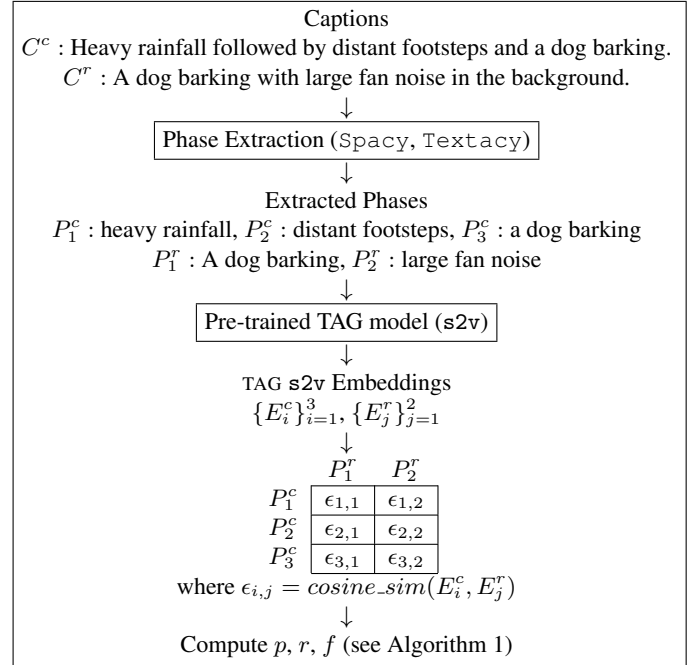 Captions
C^c : Heavy rainfall followed by distant footsteps and a dog barking.
C^r : A dog barking with large fan noise in the background.
↓
Phase Extraction (Spacy, Textacy)
↓
Extracted Phases
P_1^c : heavy rainfall, P_2^c : distant footsteps, P_3^c : a dog barking
P_1^r : A dog barking, P_2^r : large fan noise
↓
Pre-trained TAG model (s2v)
↓
TAG s2v Embeddings
{E_i^c}_{i=1}^3, {E_j^r}_{j=1}^2
↓
P_1^r P_2^r
P_1^c ϵ_{1,1} ϵ_{1,2}
P_2^c ϵ_{2,1} ϵ_{2,2}
P_3^c ϵ_{3,1} ϵ_{3,2}
where ϵ_{i,j} = cosine_sim(E_i^c, E_j^r)
↓
Compute p, r, f (see Algorithm 1)